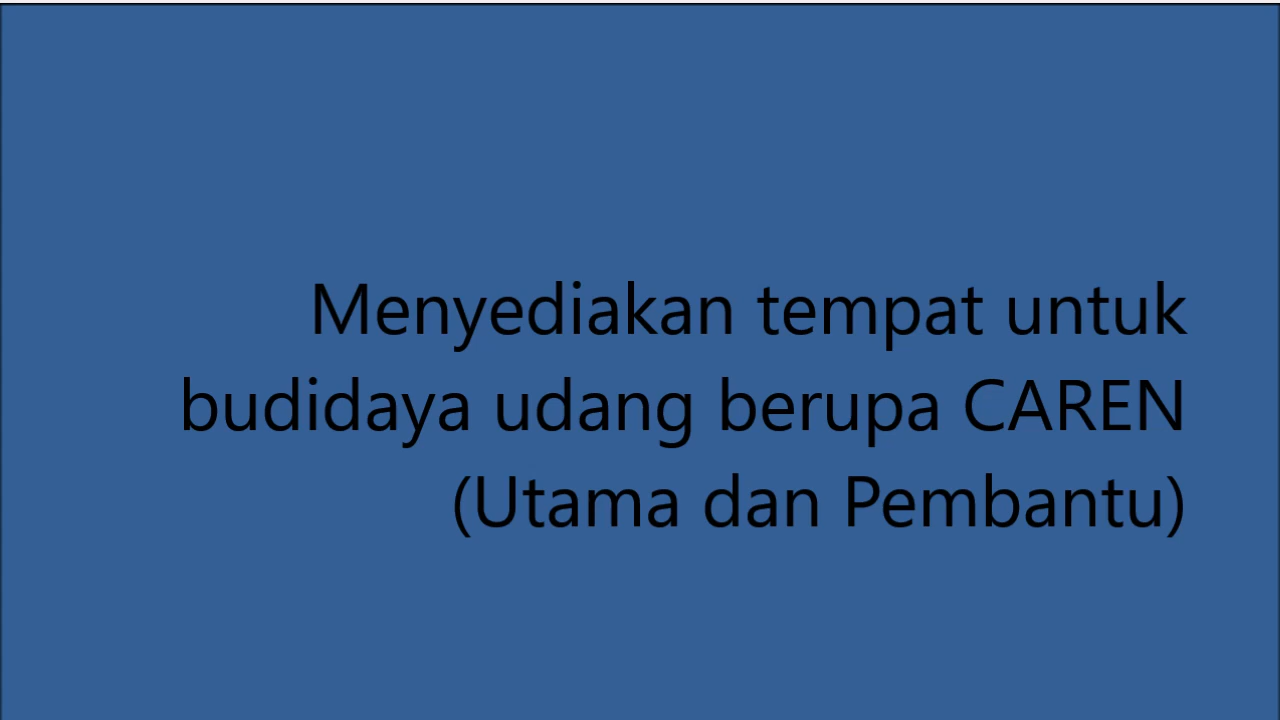 Menyediakan tempat untuk
budidaya udang berupa CAREN
(Utama dan Pembantu)